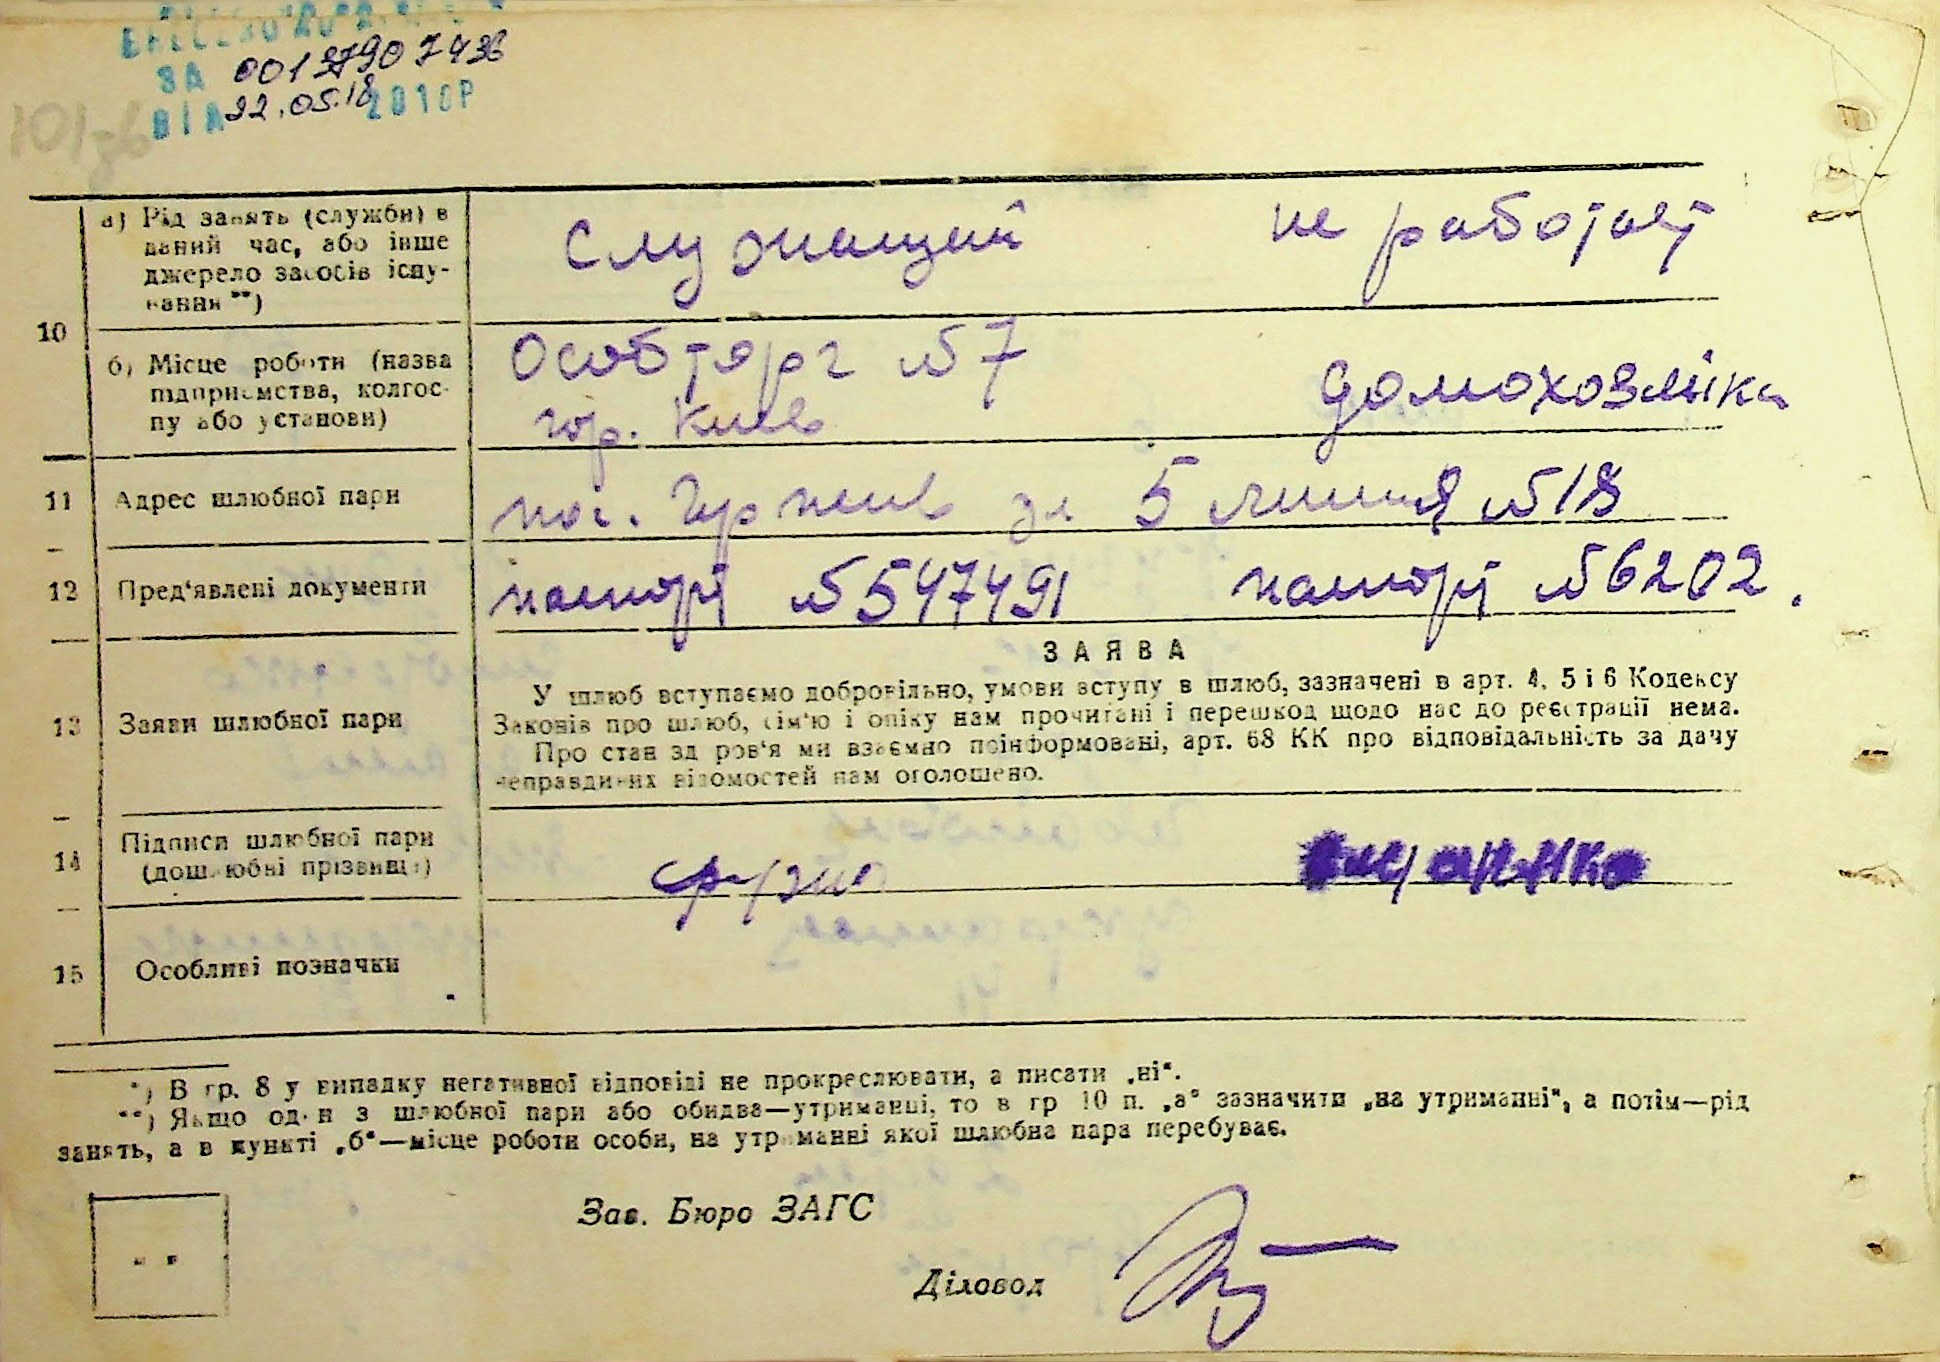 ЗА 00137907436
ВІД 22.05.18 2010Р
10 а) Рід занять (служби) в даний час, або інше джерело засобів існування **)
Служащий не работает
б) Місце роботи (назва підприємства, колгоспу або установи)
Особторг №7
гор. Киев
домохозяйка
11 Адрес шлюбної пари
5 линия №18
12 Пред'явлені документи
паспорт №547491 паспорт №6202.
13 Заяви шлюбної пари
ЗАЯВА
У шлюб вступаємо добровільно, умови вступу в шлюб, зазначені в арт. 4, 5 і 6 Кодексу
Законів про шлюб, сім'ю і опіку нам прочитані і перешкод щодо нас до реєстрації нема.
Про стан здоров'я ми взаємно поінформовані, арт. 68 КК про відповідальність за дачу
неправдивих відомостей нам оголошено.
14 Підписи шлюбної пари
(дошлюбні прізвища)
15 Особливі позначки
*) В гр. 8 у випадку негативної відповіді не прокреслювати, а писати „ні“.
**) Якщо один з шлюбної пари або обидва—утриманці, то в гр 10 п. „а“ зазначити „на утриманні“, а потім—рід
занять, а в пункті „б“—місце роботи особи, на утриманні якої шлюбна пара перебуває.
Зав. Бюро ЗАГС
Діловод